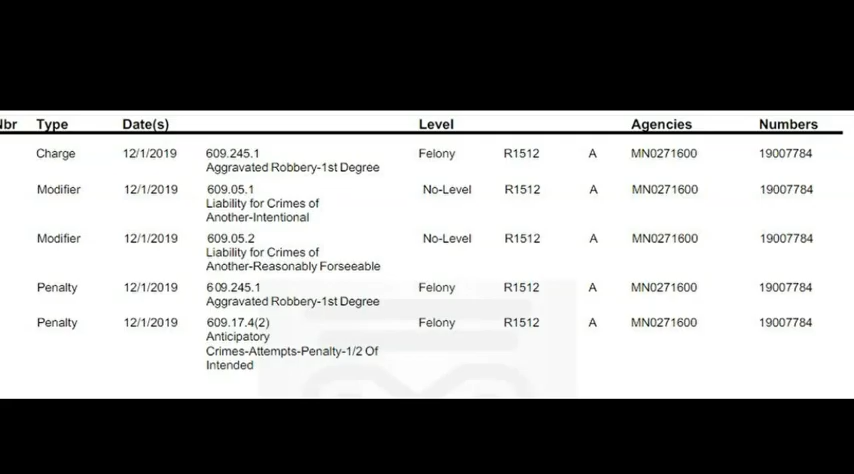 Nbr Type Date(s) Level Agencies Numbers
Charge 12/1/2019 609.245.1 Felony R1512 A MN0271600 19007784
Aggravated Robbery-1st Degree
Modifier 12/1/2019 609.05.1 No-Level R1512 A MN0271600 19007784
Liability for Crimes of
Another-Intentional
Modifier 12/1/2019 609.05.2 No-Level R1512 A MN0271600 19007784
Liability for Crimes of
Another-Reasonably Forseeable
Penalty 12/1/2019 609.245.1 Felony R1512 A MN0271600 19007784
Aggravated Robbery-1st Degree
Penalty 12/1/2019 609.17.4(2) Felony R1512 A MN0271600 19007784
Anticipatory
Crimes-Attempts-Penalty-1/2 Of
Intended